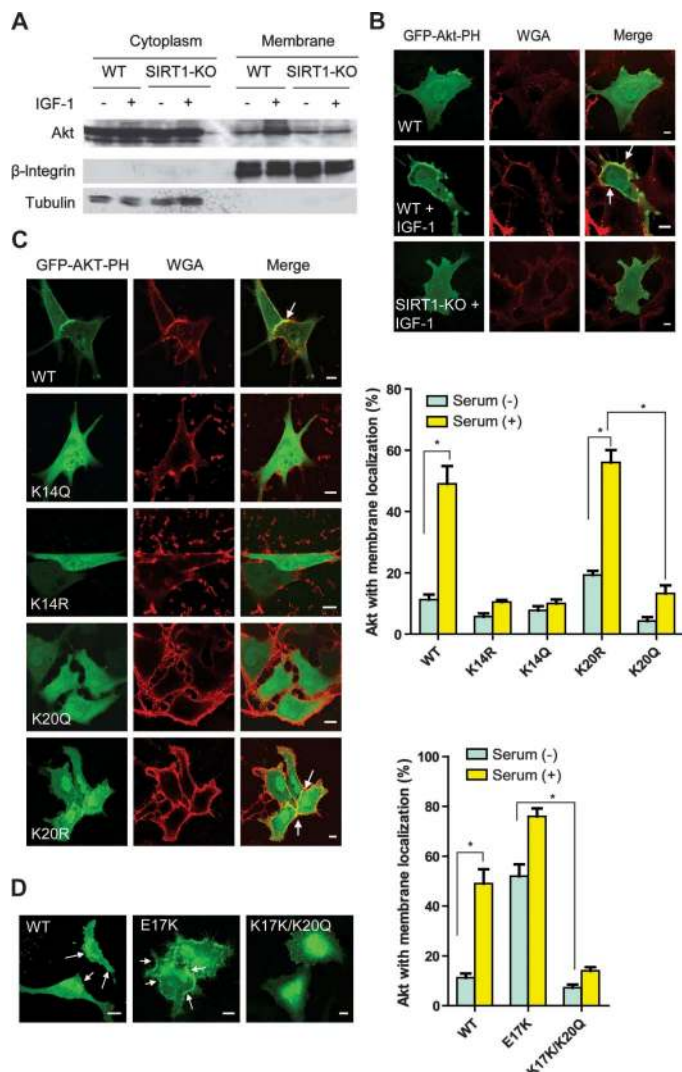 A
Cytoplasm Membrane
WT SIRT1-KO WT SIRT1-KO
IGF-1 - + - + - + - +
Akt
β-Integrin
Tubulin
B
GFP-Akt-PH WGA Merge
WT
WT +
IGF-1
SIRT1-KO +
IGF-1
C
GFP-AKT-PH WGA Merge
WT
K14Q
K14R
K20Q
K20R
Akt with membrane localization (%)
80
60
40
20
0
Serum (-)
Serum (+)
* * *
WT K14R K14Q K20R K20Q
D
WT E17K K17K/K20Q
Akt with membrane localization (%)
100
80
60
40
20
0
Serum (-)
Serum (+)
* *
WT E17K K17K/K20Q